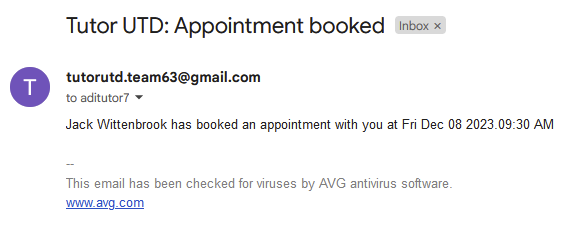 Tutor UTD: Appointment booked Inbox ×
T
tutorutd.team63@gmail.com
to aditutor7
Jack Wittenbrook has booked an appointment with you at Fri Dec 08 2023.09:30 AM
--
This email has been checked for viruses by AVG antivirus software.
www.avg.com